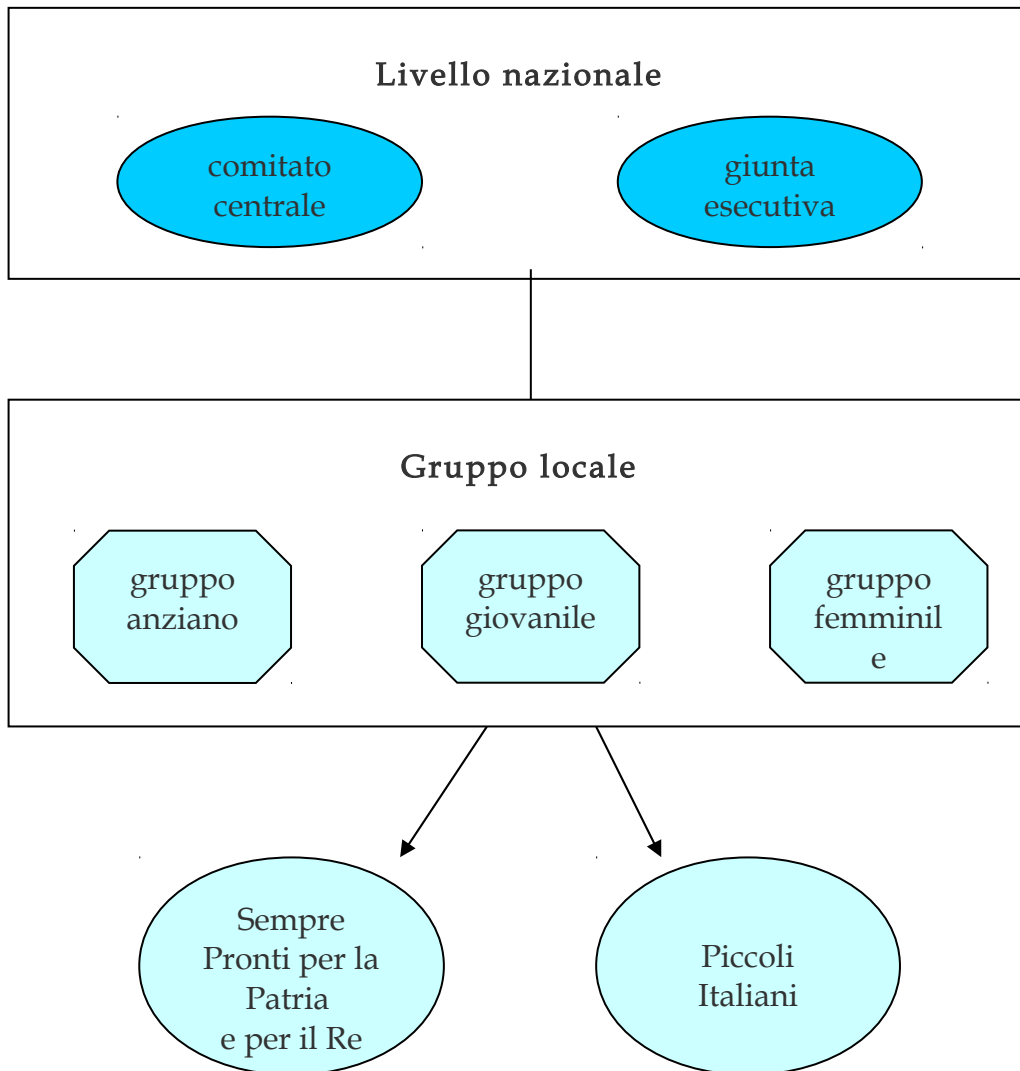 Livello nazionale
comitato
centrale
giunta
esecutiva
Gruppo locale
gruppo
anziano
gruppo
giovanile
gruppo
femminil
e
Sempre
Pronti per la
Patria
e per il Re
Piccoli
Italiani